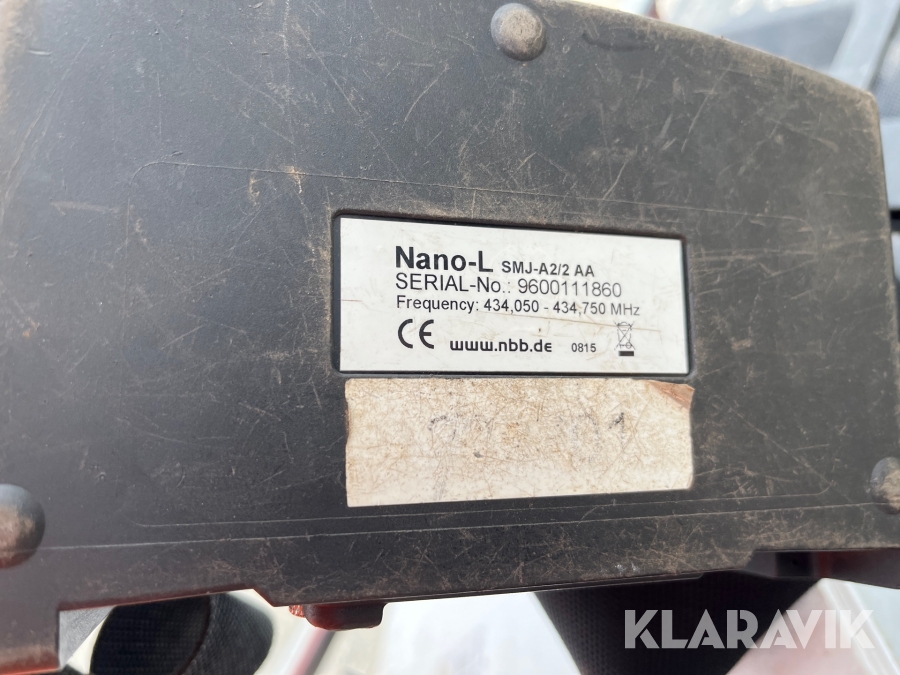 Nano-L SMJ-A2/2 AA
SERIAL-No.: 9600111860
Frequency: 434,050 - 434,750 MHz
CE www.nbb.de 0815
KLARAVIK